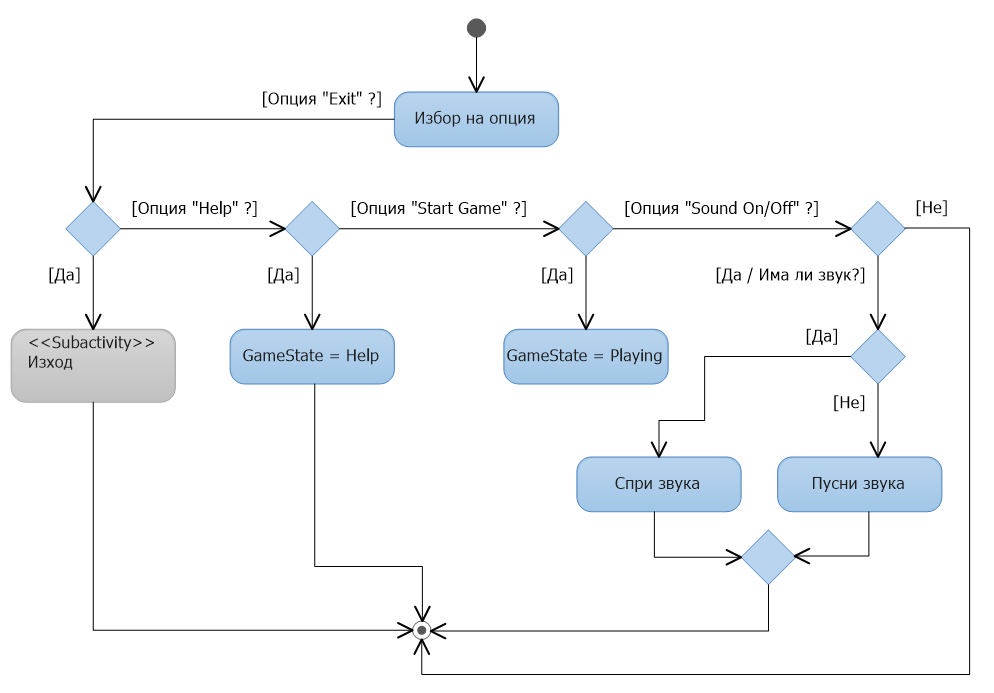 [Опция "Exit" ?]
Избор на опция
[Опция "Help" ?]
[Опция "Start Game" ?]
[Опция "Sound On/Off" ?]
[Не]
[Да]
[Да]
[Да]
[Да / Има ли звук?]
<<Subactivity>>
Изход
GameState = Help
GameState = Playing
[Да]
[Не]
Спри звука
Пусни звука